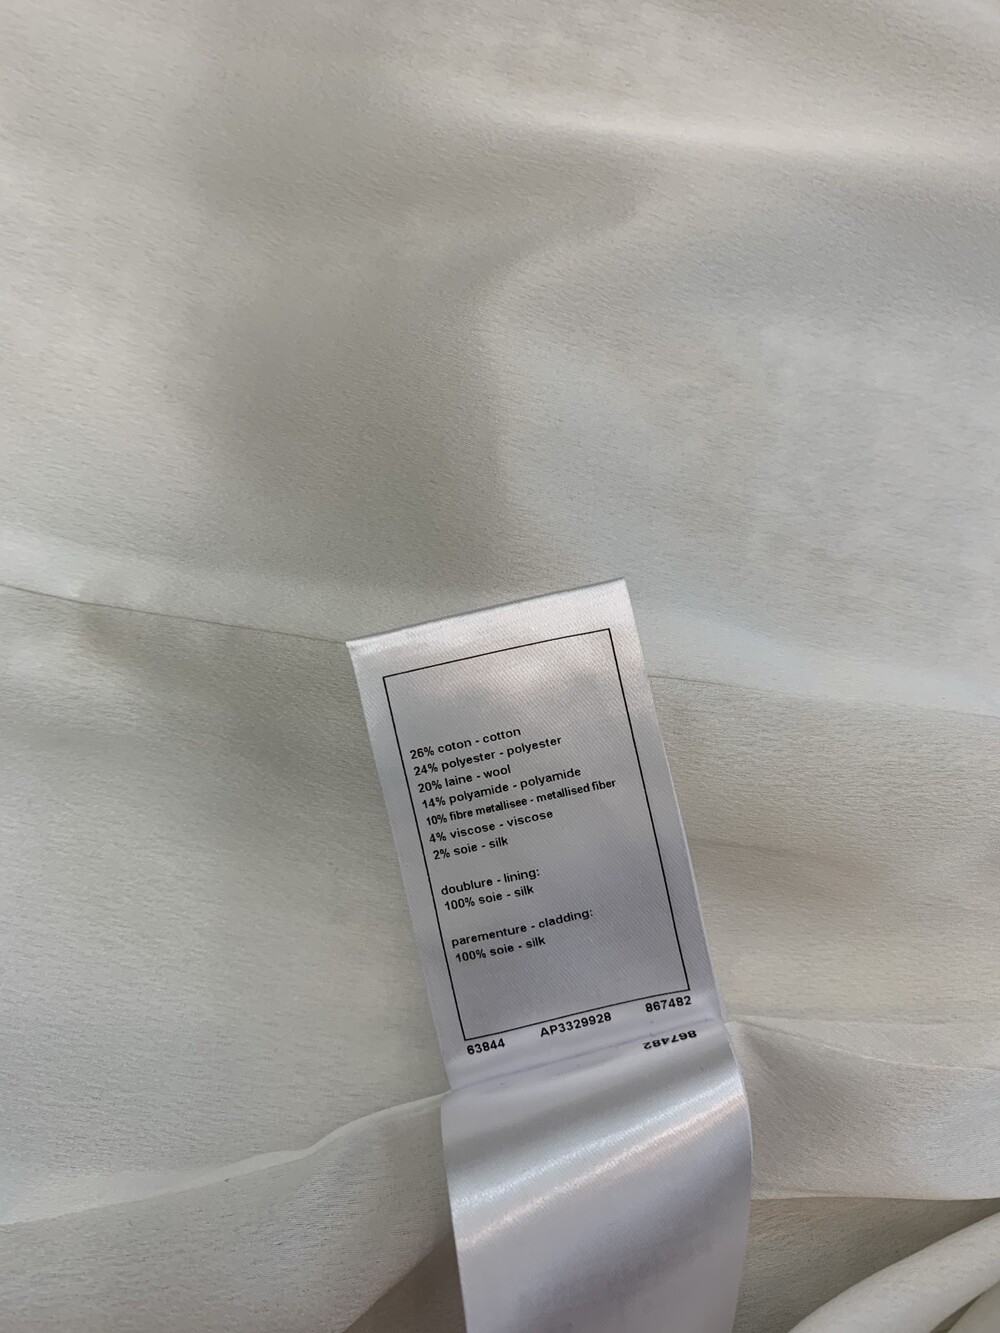 26% coton - cotton
24% polyester - polyester
20% laine - wool
14% polyamide - polyamide
10% fibre metallisee - metallised fiber
4% viscose - viscose
2% soie - silk
doublure - lining:
100% soie - silk
parementure - cladding:
100% soie - silk
63844 AP3329928 867482
867482